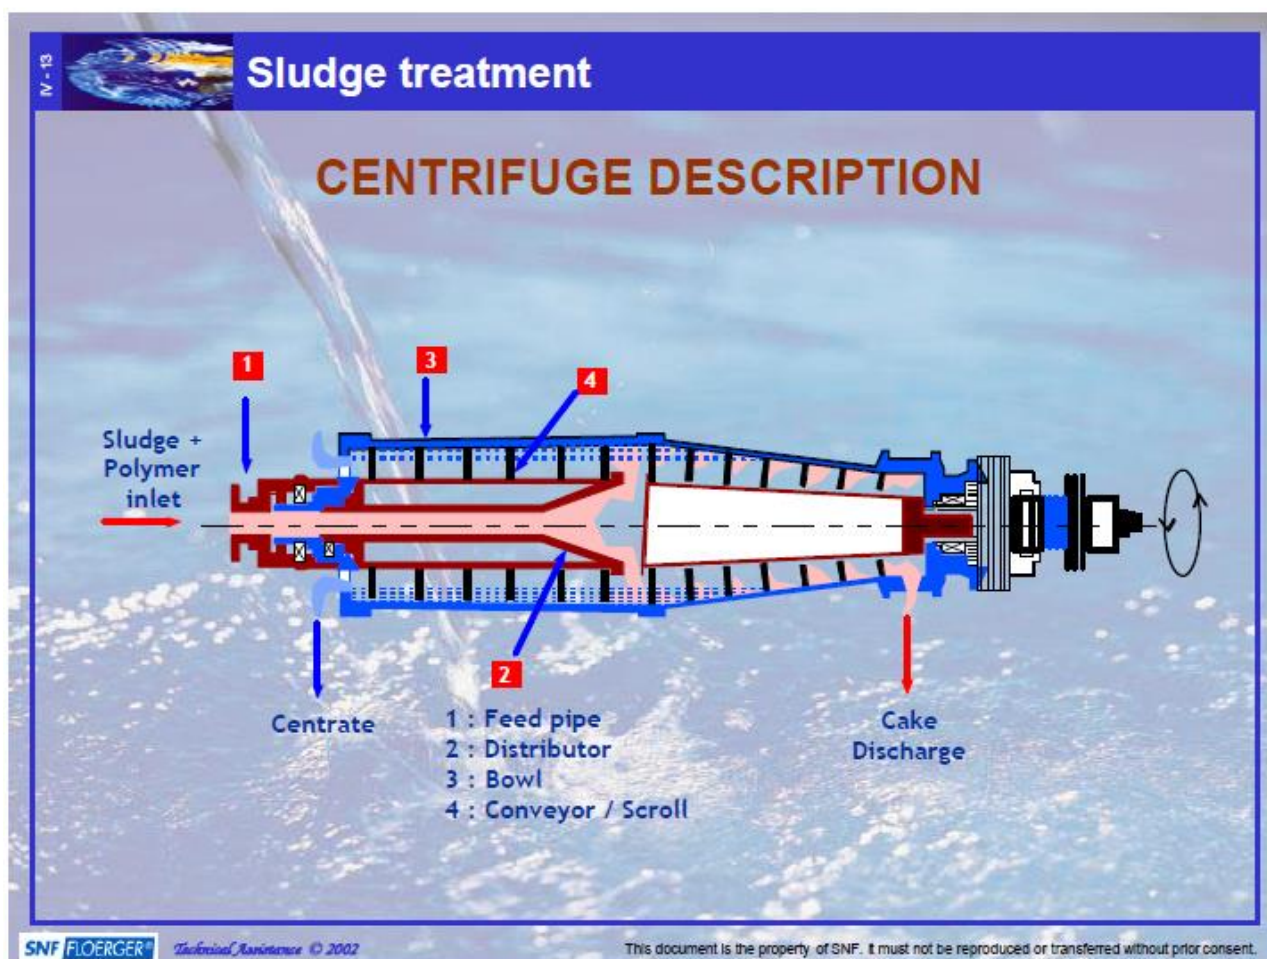 IV - 13
Sludge treatment
CENTRIFUGE DESCRIPTION
1
3
4
Sludge +
Polymer
inlet
2
Centrate
1 : Feed pipe
2 : Distributor
3 : Bowl
4 : Conveyor / Scroll
Cake
Discharge
SNF FLOERGER®
Technical Assistance © 2002
This document is the property of SNF. It must not be reproduced or transferred without prior consent.